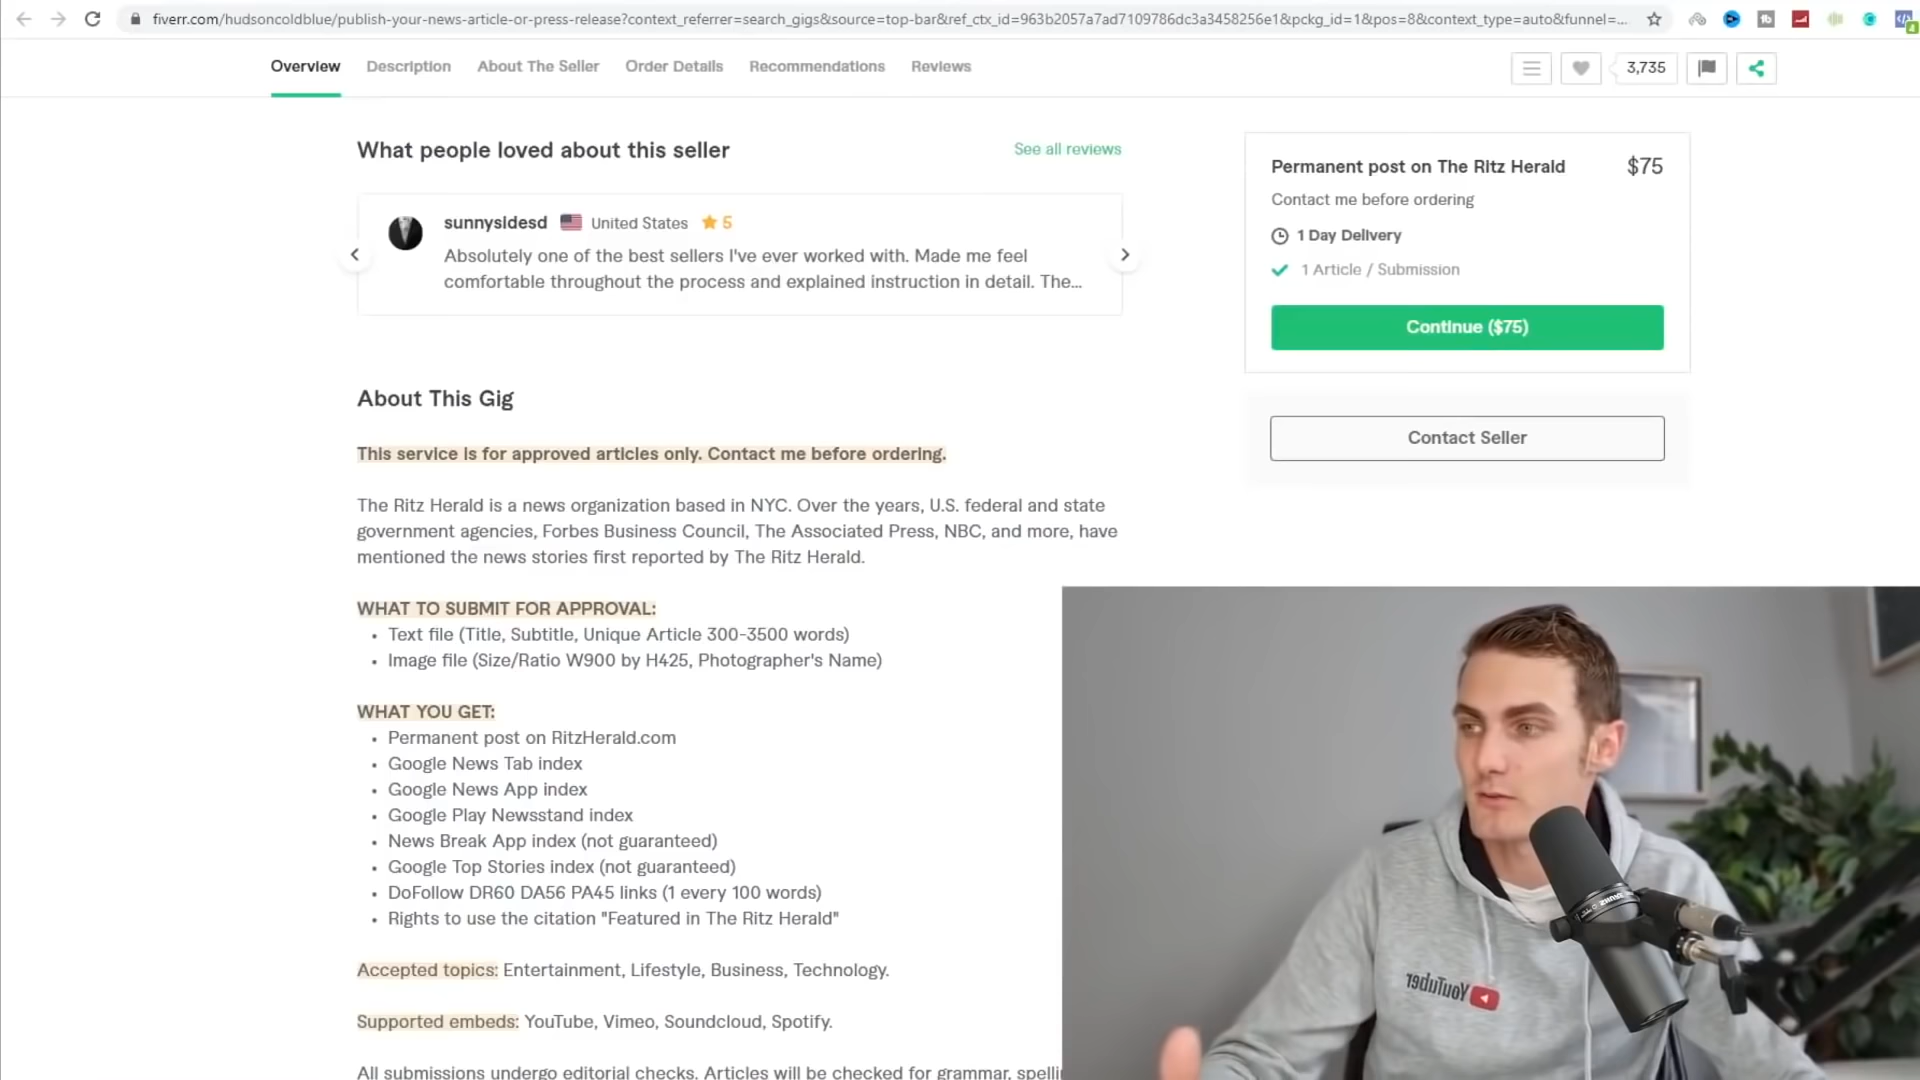 fiverr.com/hudsoncoldblue/publish-your-news-article-or-press-release?context_referrer=search_gigs&source=top-bar&ref_ctx_id=963b2057a7ad7109786dc3a3458256e1&pckg_id=1&pos=8&context_type=auto&funnel=...
Overview Description About The Seller Order Details Recommendations Reviews 3,735
What people loved about this seller See all reviews
sunnysidesd United States 5
Absolutely one of the best sellers I've ever worked with. Made me feel
comfortable throughout the process and explained instruction in detail. The...
Permanent post on The Ritz Herald $75
Contact me before ordering
1 Day Delivery
1 Article / Submission
Continue ($75)
Contact Seller
About This Gig
This service is for approved articles only. Contact me before ordering.
The Ritz Herald is a news organization based in NYC. Over the years, U.S. federal and state
government agencies, Forbes Business Council, The Associated Press, NBC, and more, have
mentioned the news stories first reported by The Ritz Herald.
WHAT TO SUBMIT FOR APPROVAL:
• Text file (Title, Subtitle, Unique Article 300-3500 words)
• Image file (Size/Ratio W900 by H425, Photographer's Name)
WHAT YOU GET:
• Permanent post on RitzHerald.com
• Google News Tab index
• Google News App index
• Google Play Newsstand index
• News Break App index (not guaranteed)
• Google Top Stories index (not guaranteed)
• DoFollow DR60 DA56 PA45 links (1 every 100 words)
• Rights to use the citation "Featured in The Ritz Herald"
Accepted topics: Entertainment, Lifestyle, Business, Technology.
Supported embeds: YouTube, Vimeo, Soundcloud, Spotify.
All submissions undergo editorial checks. Articles will be checked for grammar,
YouTuber